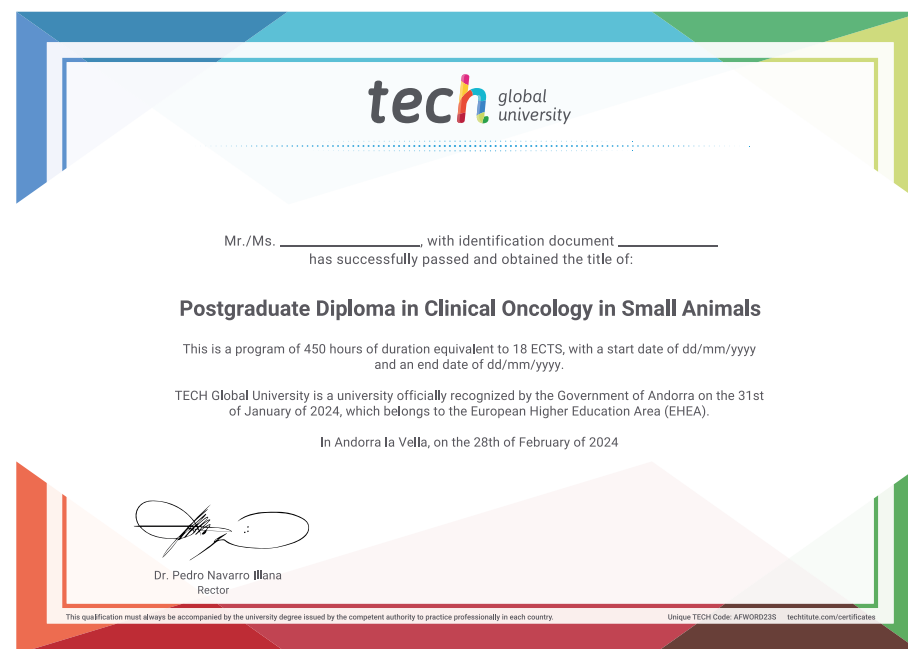 tech global university
Mr./Ms. ____________________, with identification document ______________
has successfully passed and obtained the title of:
Postgraduate Diploma in Clinical Oncology in Small Animals
This is a program of 450 hours of duration equivalent to 18 ECTS, with a start date of dd/mm/yyyy
and an end date of dd/mm/yyyy.
TECH Global University is a university officially recognized by the Government of Andorra on the 31st
of January of 2024, which belongs to the European Higher Education Area (EHEA).
In Andorra la Vella, on the 28th of February of 2024
Dr. Pedro Navarro Illana
Rector
This qualification must always be accompanied by the university degree issued by the competent authority to practice professionally in each country.
Unique TECH Code: AFWORD23S techtitute.com/certificates